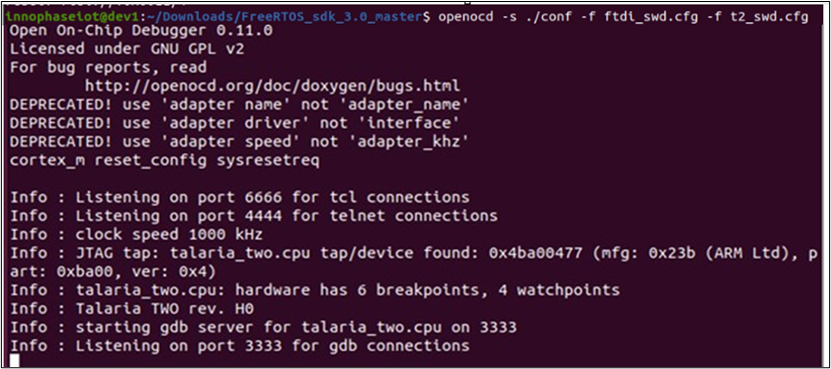 innophaseiot@dev1:~/Downloads/FreeRTOS_sdk_3.0_master$ openocd -s ./conf -f ftdi_swd.cfg -f t2_swd.cfg
Open On-Chip Debugger 0.11.0
Licensed under GNU GPL v2
For bug reports, read
        http://openocd.org/doc/doxygen/bugs.html
DEPRECATED! use 'adapter name' not 'adapter_name'
DEPRECATED! use 'adapter driver' not 'interface'
DEPRECATED! use 'adapter speed' not 'adapter_khz'
cortex_m reset_config sysresetreq

Info : Listening on port 6666 for tcl connections
Info : Listening on port 4444 for telnet connections
Info : clock speed 1000 kHz
Info : JTAG tap: talaria_two.cpu tap/device found: 0x4ba00477 (mfg: 0x23b (ARM Ltd), p
art: 0xba00, ver: 0x4)
Info : talaria_two.cpu: hardware has 6 breakpoints, 4 watchpoints
Info : Talaria TWO rev. H0
Info : starting gdb server for talaria_two.cpu on 3333
Info : Listening on port 3333 for gdb connections